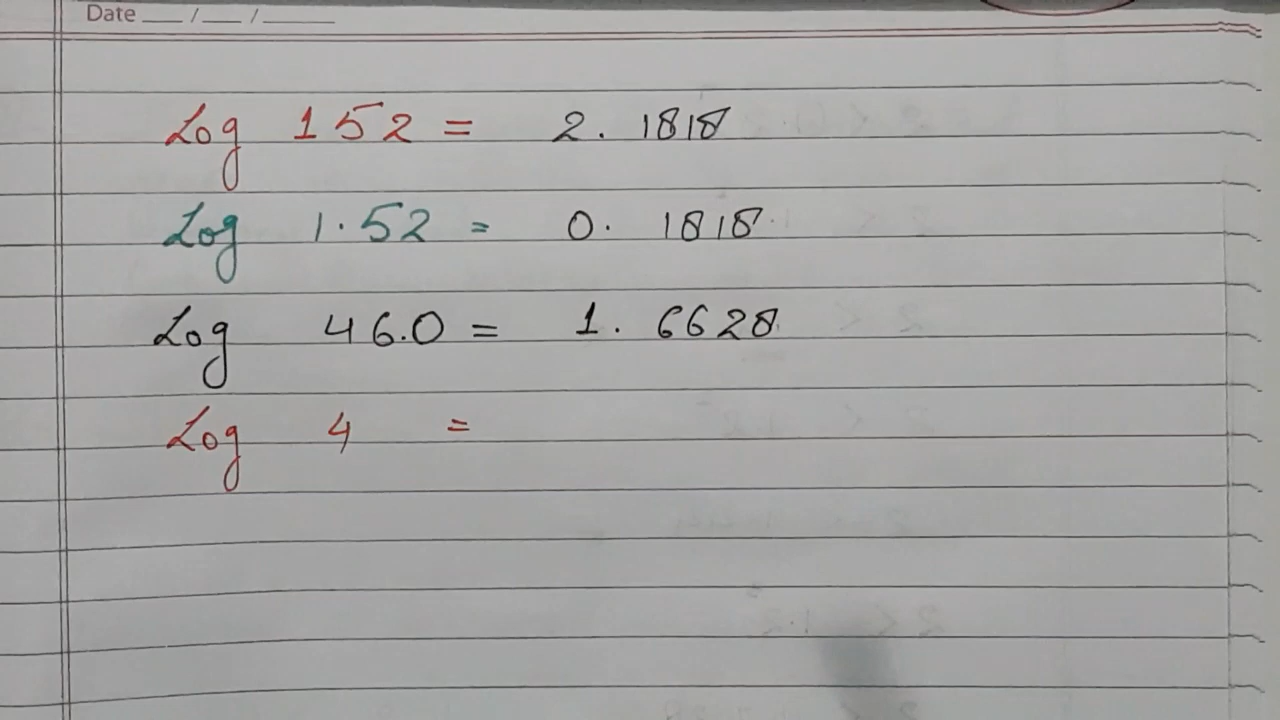 Date ___ / ___ / ______
Log 152 = 2. 1818
Log 1.52 = 0. 1818
Log 46.0 = 1. 6628
Log 4 =